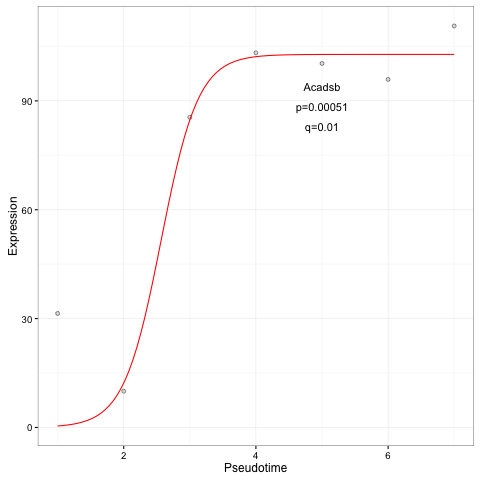 Acadsb
p=0.00051
q=0.01
Expression
90
60
30
0
2
4
6
Pseudotime